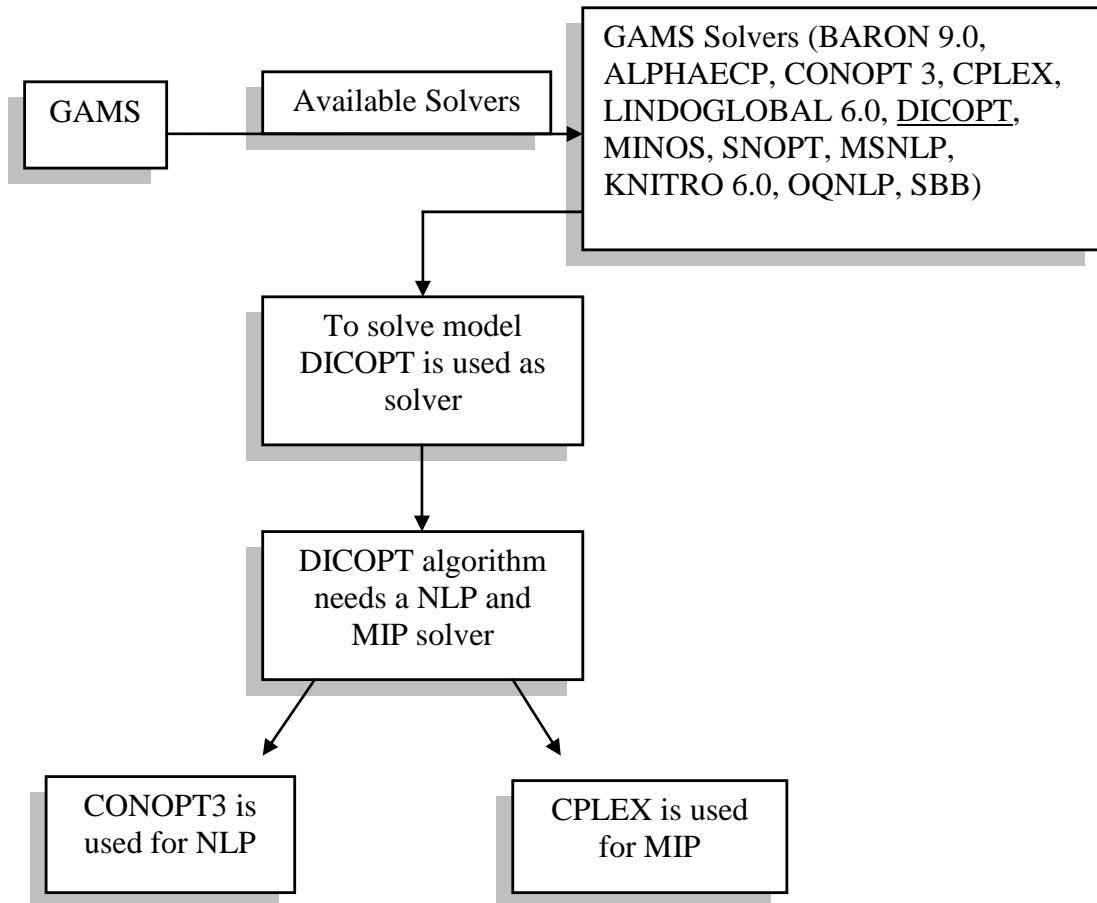 GAMS
Available Solvers
GAMS Solvers (BARON 9.0,
ALPHAECP, CONOPT 3, CPLEX,
LINDOGLOBAL 6.0, DICOPT,
MINOS, SNOPT, MSNLP,
KNITRO 6.0, OQNLP, SBB)
To solve model
DICOPT is used as
solver
DICOPT algorithm
needs a NLP and
MIP solver
CONOPT3 is
used for NLP
CPLEX is used
for MIP